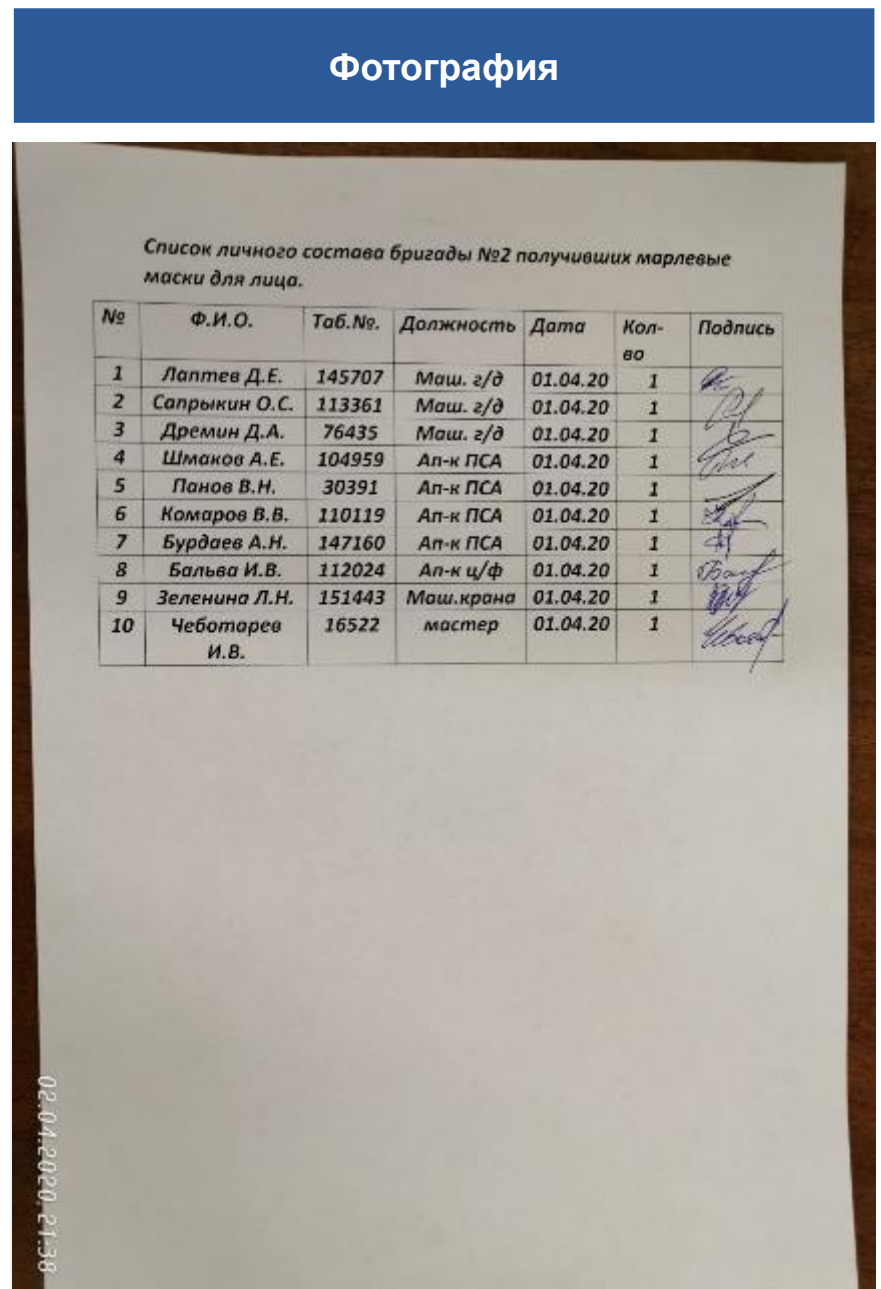 Фотография
Список личного состава бригады №2 получивших марлевые
маски для лица.
№ Ф.И.О. Таб.№. Должность Дата Кол-во Подпись
1 Лаптев Д.Е. 145707 Маш. г/д 01.04.20 1
2 Сапрыкин О.С. 113361 Маш. г/д 01.04.20 1
3 Дремин Д.А. 76435 Маш. г/д 01.04.20 1
4 Шмаков А.Е. 104959 Ап-к ПСА 01.04.20 1
5 Панов В.Н. 30391 Ап-к ПСА 01.04.20 1
6 Комаров В.В. 110119 Ап-к ПСА 01.04.20 1
7 Бурдаев А.Н. 147160 Ап-к ПСА 01.04.20 1
8 Бальва И.В. 112024 Ап-к ц/ф 01.04.20 1
9 Зеленина Л.Н. 151443 Маш.крана 01.04.20 1
10 Чеботарев И.В. 16522 мастер 01.04.20 1
02.04.2020 21:38